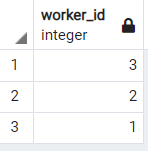 worker_id
integer
1 3
2 2
3 1